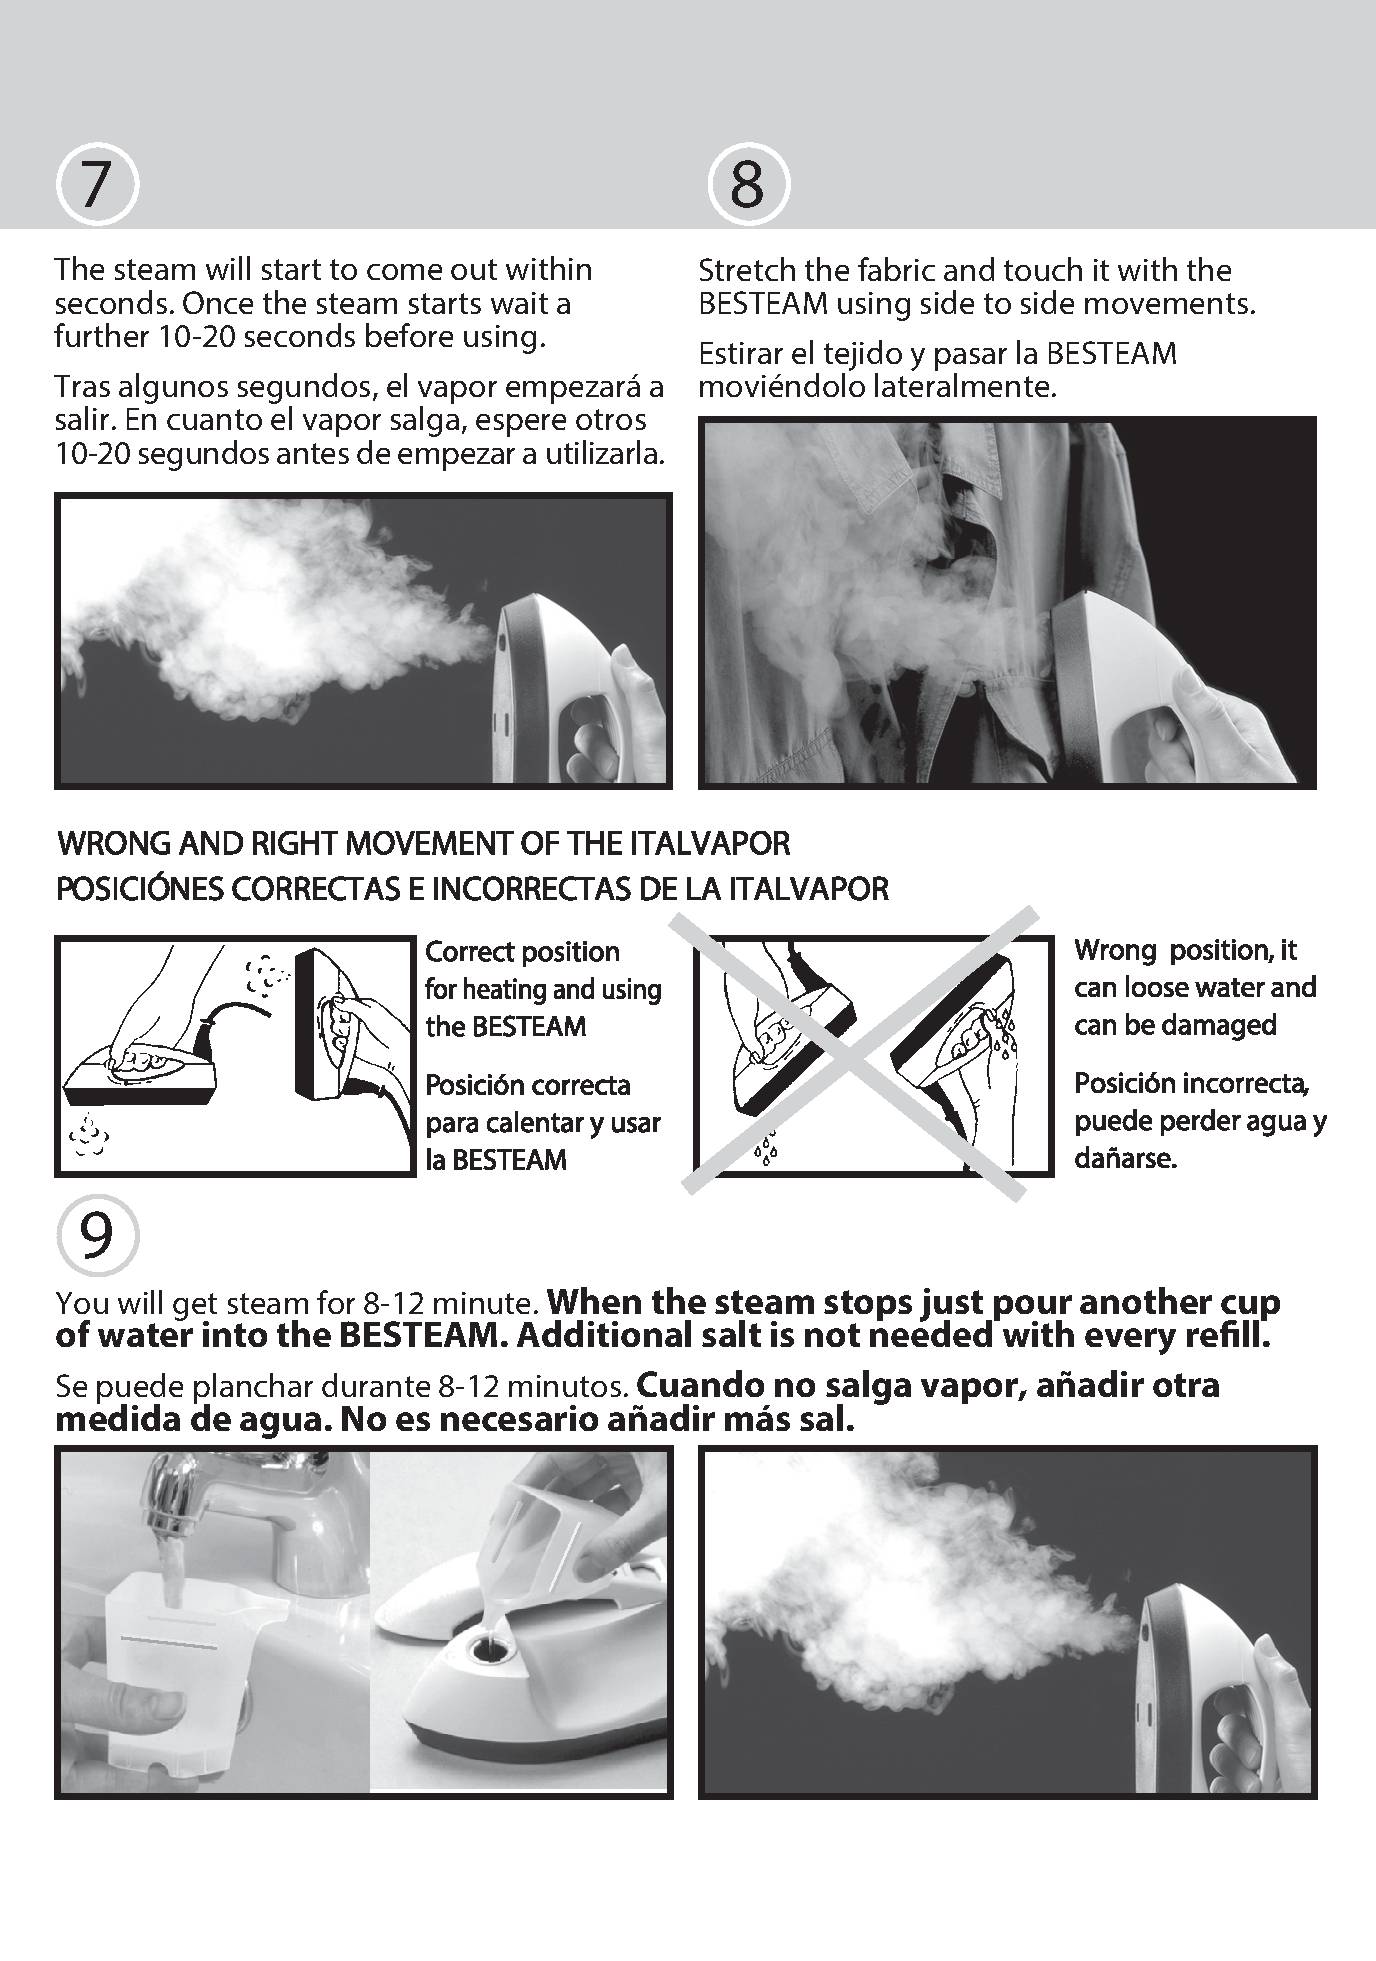 7
The steam will start to come out within
seconds. Once the steam starts wait a
further 10-20 seconds before using.
Tras algunos segundos, el vapor empezará a
salir. En cuanto el vapor salga, espere otros
10-20 segundos antes de empezar a utilizarla.
8
Stretch the fabric and touch it with the
BESTEAM using side to side movements.
Estirar el tejido y pasar la BESTEAM
moviéndolo lateralmente.
WRONG AND RIGHT MOVEMENT OF THE ITALVAPOR
POSICIÓNES CORRECTAS E INCORRECTAS DE LA ITALVAPOR
Correct position
for heating and using
the BESTEAM
Posición correcta
para calentar y usar
la BESTEAM
Wrong position, it
can loose water and
can be damaged
Posición incorrecta,
puede perder agua y
dañarse.
9
You will get steam for 8-12 minute. When the steam stops just pour another cup
of water into the BESTEAM. Additional salt is not needed with every refill.
Se puede planchar durante 8-12 minutos. Cuando no salga vapor, añadir otra
medida de agua. No es necesario añadir más sal.